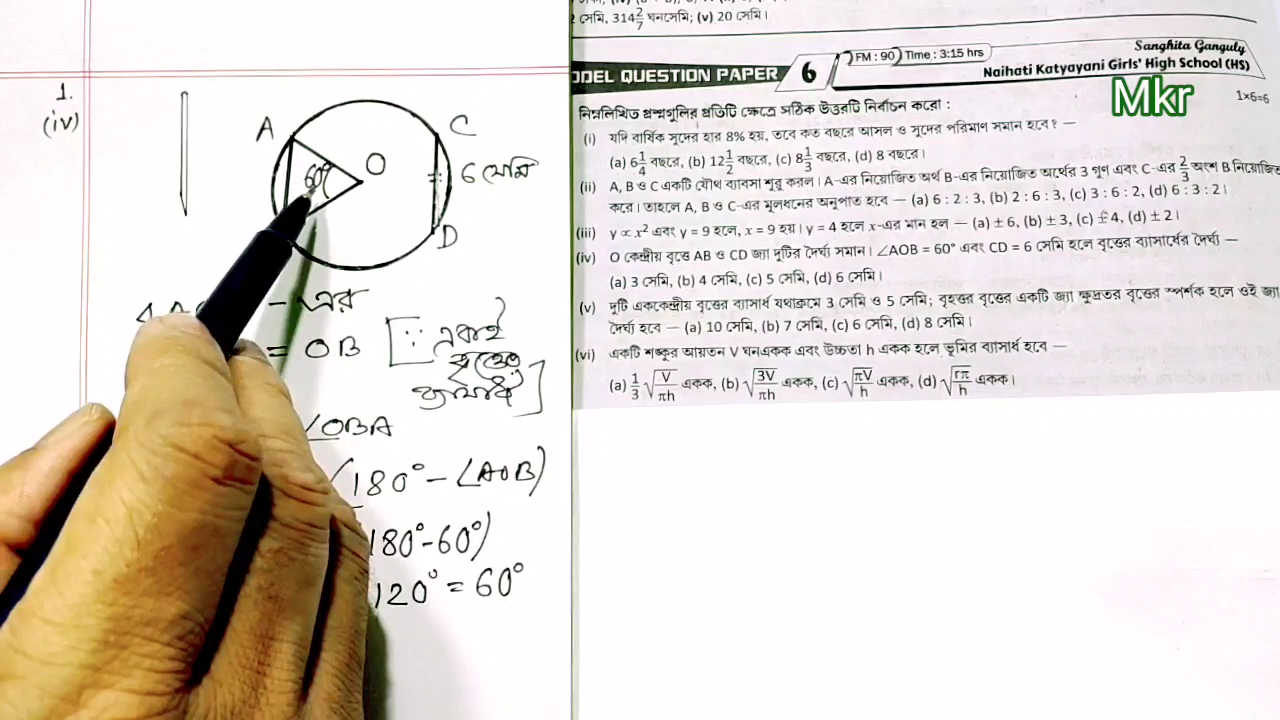 1.
(iv)
A
C
O
60°
6 সেমি
D
- এর
= OB [∵ একই
বৃত্তের
ব্যাসার্ধ]
∠OBA
(180° - ∠AOB)
180° - 60°)
120° = 60°
সেমি, 314 2/7 ঘনসেমি; (v) 20 সেমি।
ODEL QUESTION PAPER 6 FM : 90 Time : 3:15 hrs
Sanghita Ganguly
Naihati Katyayani Girls' High School (HS)
Mkr
নিম্নলিখিত প্রশ্নগুলির প্রতিটি ক্ষেত্রে সঠিক উত্তরটি নির্বাচন করো : 1×6=6
(i) যদি বার্ষিক সুদের হার 8% হয়, তবে কত বছরে আসল ও সুদের পরিমাণ সমান হবে? —
(a) 6 1/4 বছরে, (b) 12 1/2 বছরে, (c) 8 1/3 বছরে, (d) 8 বছরে।
(ii) A, B ও C একটি যৌথ ব্যাবসা শুরু করল। A-এর নিয়োজিত অর্থ B-এর নিয়োজিত অর্থের 3 গুণ এবং C-এর 2/3 অংশ B নিয়োজিত
করে। তাহলে A, B ও C-এর মূলধনের অনুপাত হবে — (a) 6 : 2 : 3, (b) 2 : 6 : 3, (c) 3 : 6 : 2, (d) 6 : 3 : 2।
(iii) y ∝ x² এবং y = 9 হলে, x = 9 হয়। y = 4 হলে x-এর মান হল — (a) ± 6, (b) ± 3, (c) ± 4, (d) ± 2।
(iv) O কেন্দ্রীয় বৃত্তে AB ও CD জ্যা দুটির দৈর্ঘ্য সমান। ∠AOB = 60° এবং CD = 6 সেমি হলে বৃত্তের ব্যাসার্ধের দৈর্ঘ্য —
(a) 3 সেমি, (b) 4 সেমি, (c) 5 সেমি, (d) 6 সেমি।
(v) দুটি এককেন্দ্রীয় বৃত্তের ব্যাসার্ধ যথাক্রমে 3 সেমি ও 5 সেমি; বৃহত্তর বৃত্তের একটি জ্যা ক্ষুদ্রতর বৃত্তের স্পর্শক হলে ওই জ্যা
দৈর্ঘ্য হবে — (a) 10 সেমি, (b) 7 সেমি, (c) 6 সেমি, (d) 8 সেমি।
(vi) একটি শঙ্কুর আয়তন V ঘনএকক এবং উচ্চতা h একক হলে ভূমির ব্যাসার্ধ হবে —
(a) 1/3 √(V/πh) একক, (b) √(3V/πh) একক, (c) √(πV/h) একক, (d) √(rπ/h) একক।